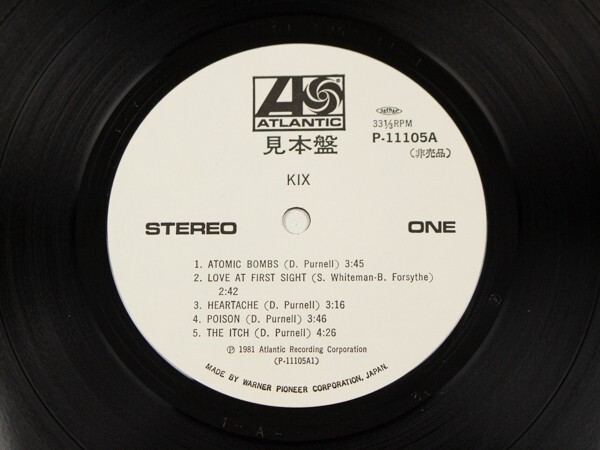 ATLANTIC
見本盤
33⅓RPM
P-11105A
(非売品)
KIX
STEREO
ONE
1. ATOMIC BOMBS (D. Purnell) 3:45
2. LOVE AT FIRST SIGHT (S. Whiteman-B. Forsythe)
2:42
3. HEARTACHE (D. Purnell) 3:16
4. POISON (D. Purnell) 3:46
5. THE ITCH (D. Purnell) 4:26
℗ 1981 Atlantic Recording Corporation
(P-11105A1)
MADE BY WARNER PIONEER CORPORATION, JAPAN.